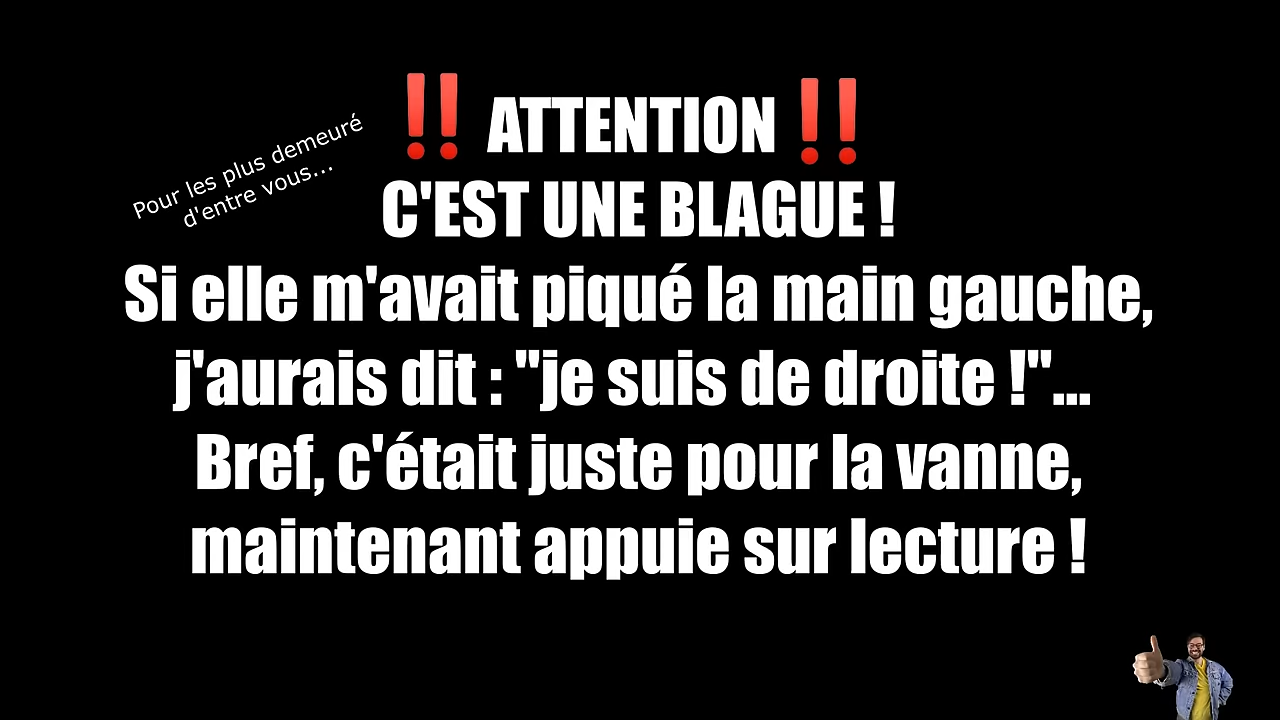 Pour les plus demeuré
d'entre vous...
‼ ATTENTION ‼
C'EST UNE BLAGUE !
Si elle m'avait piqué la main gauche,
j'aurais dit : "je suis de droite !"...
Bref, c'était juste pour la vanne,
maintenant appuie sur lecture !